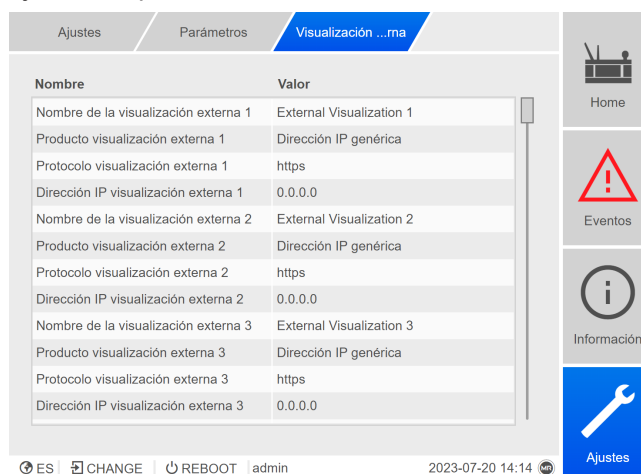 Ajustes Parámetros Visualización ...rna
Nombre Valor
Nombre de la visualización externa 1 External Visualization 1
Producto visualización externa 1 Dirección IP genérica
Protocolo visualización externa 1 https
Dirección IP visualización externa 1 0.0.0.0
Nombre de la visualización externa 2 External Visualization 2
Producto visualización externa 2 Dirección IP genérica
Protocolo visualización externa 2 https
Dirección IP visualización externa 2 0.0.0.0
Nombre de la visualización externa 3 External Visualization 3
Producto visualización externa 3 Dirección IP genérica
Protocolo visualización externa 3 https
Dirección IP visualización externa 3 0.0.0.0
Home
Eventos
Información
Ajustes
ES CHANGE REBOOT admin 2023-07-20 14:14 MR